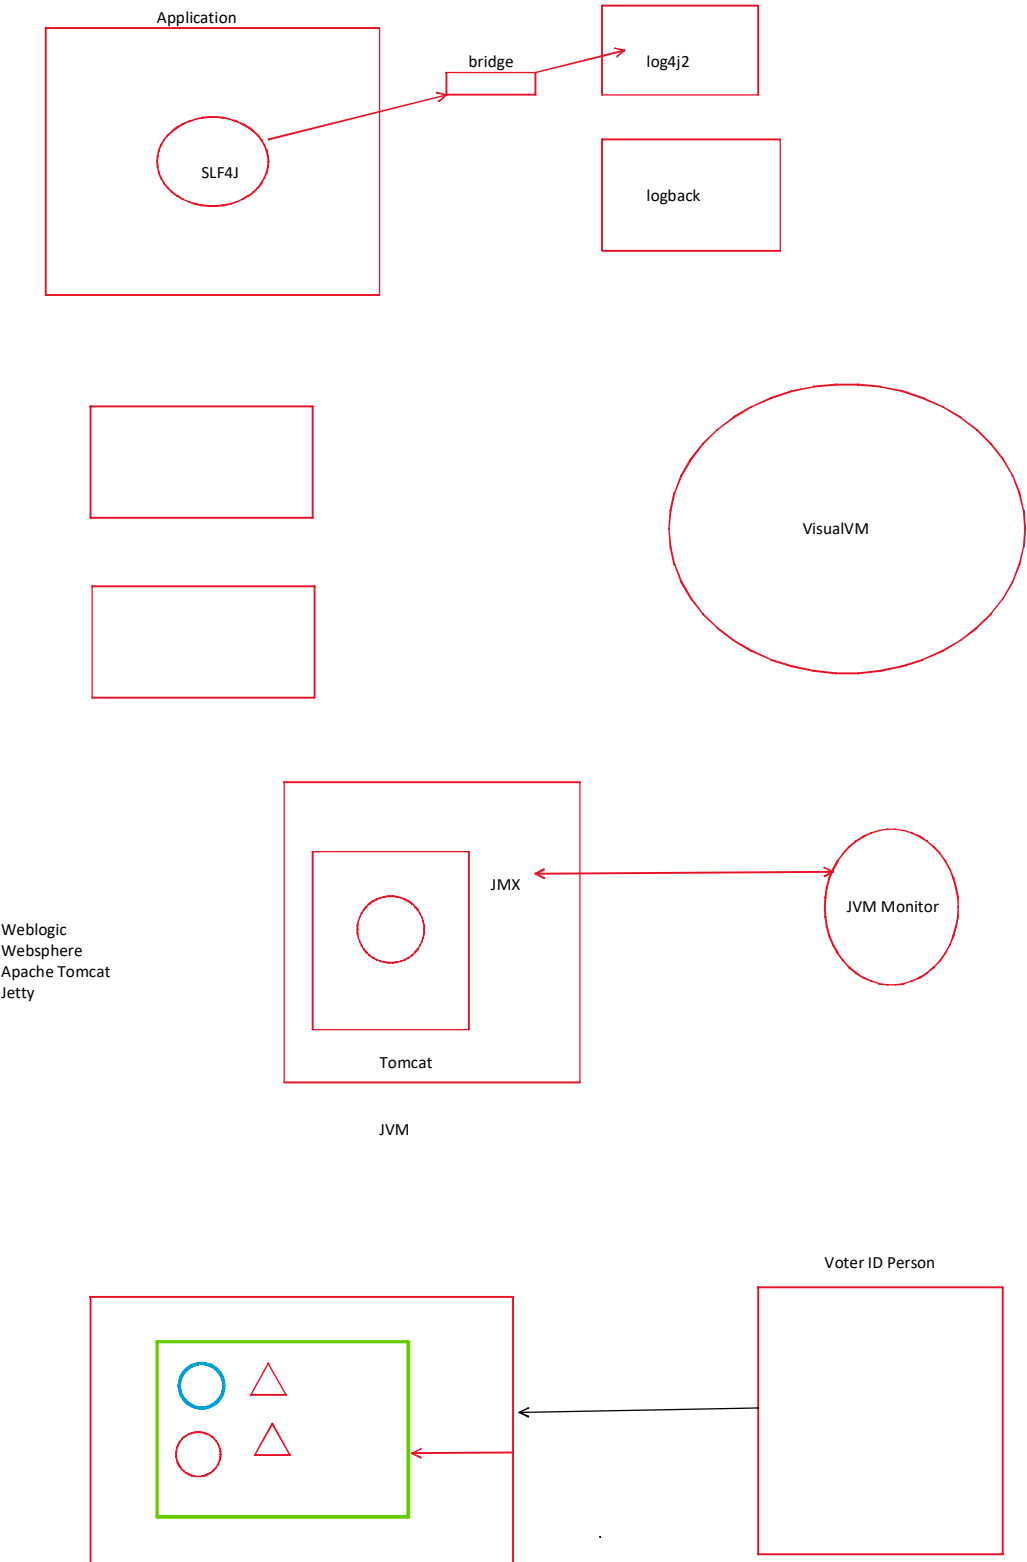 Application
bridge
log4j2
SLF4J
logback
VisualVM
JMX
JVM Monitor
Weblogic
Websphere
Apache Tomcat
Jetty
Tomcat
JVM
Voter ID Person
.